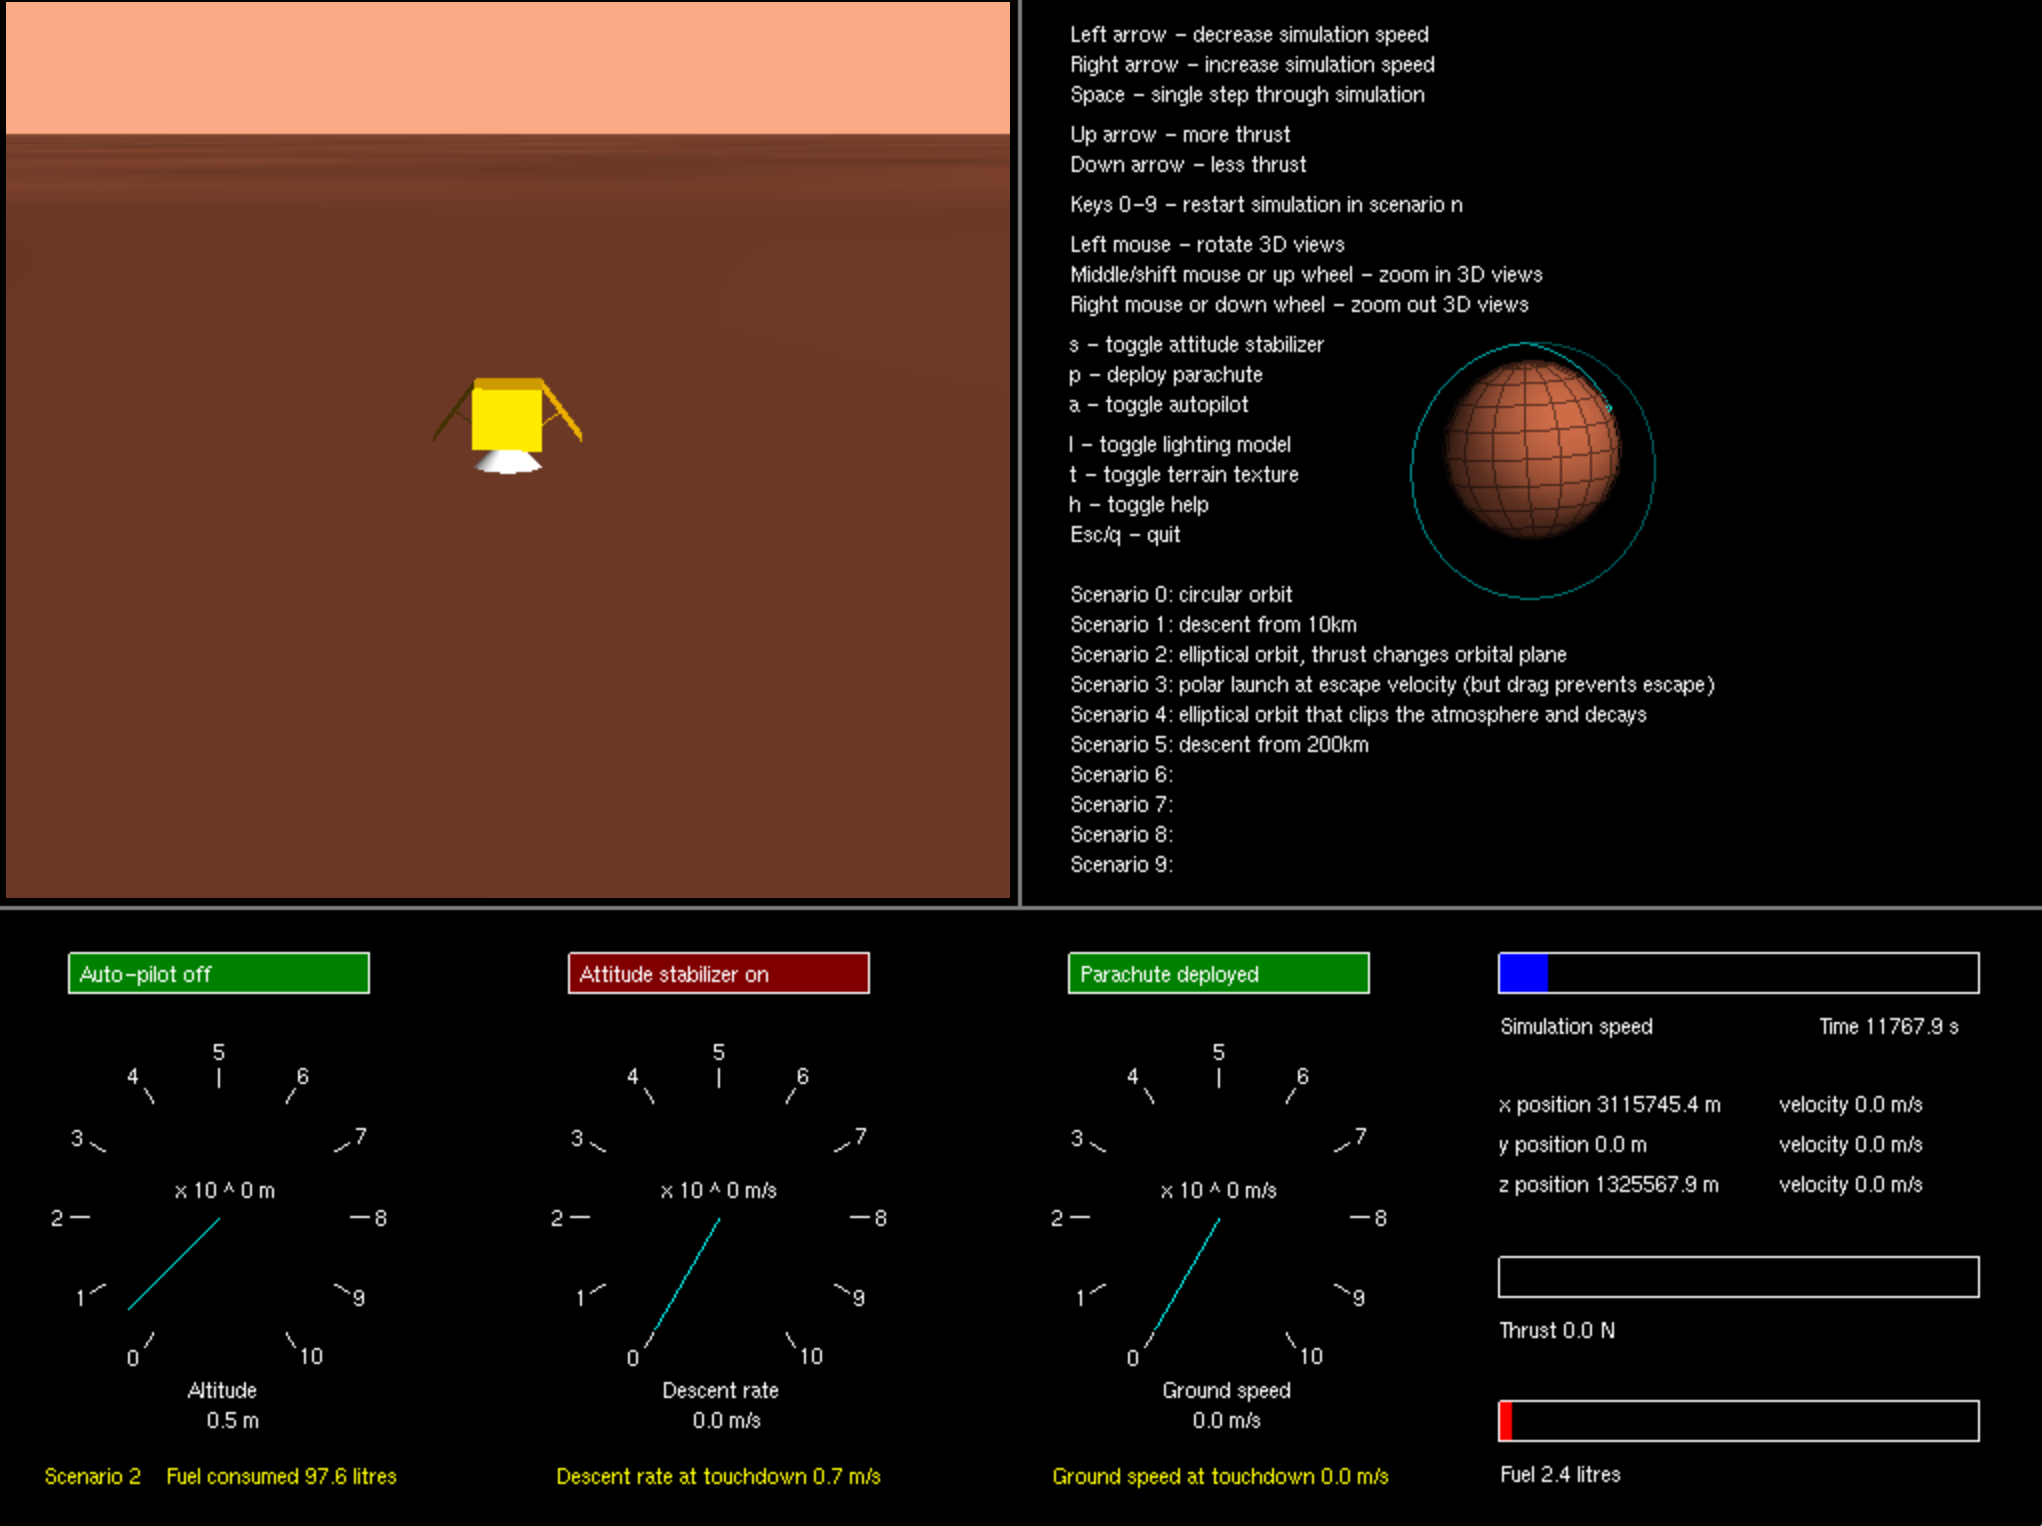 Left arrow – decrease simulation speed
Right arrow – increase simulation speed
Space – single step through simulation
Up arrow – more thrust
Down arrow – less thrust
Keys 0–9 – restart simulation in scenario n
Left mouse – rotate 3D views
Middle/shift mouse or up wheel – zoom in 3D views
Right mouse or down wheel – zoom out 3D views
s – toggle attitude stabilizer
p – deploy parachute
a – toggle autopilot
l – toggle lighting model
t – toggle terrain texture
h – toggle help
Esc/q – quit
Scenario 0: circular orbit
Scenario 1: descent from 10km
Scenario 2: elliptical orbit, thrust changes orbital plane
Scenario 3: polar launch at escape velocity (but drag prevents escape)
Scenario 4: elliptical orbit that clips the atmosphere and decays
Scenario 5: descent from 200km
Scenario 6:
Scenario 7:
Scenario 8:
Scenario 9:
Auto–pilot off
0
1
2
3
4
5
6
7
8
9
10
x 10 ^ 0 m
Altitude
0.5 m
Scenario 2 Fuel consumed 97.6 litres
Attitude stabilizer on
0
1
2
3
4
5
6
7
8
9
10
x 10 ^ 0 m/s
Descent rate
0.0 m/s
Descent rate at touchdown 0.7 m/s
Parachute deployed
0
1
2
3
4
5
6
7
8
9
10
x 10 ^ 0 m/s
Ground speed
0.0 m/s
Ground speed at touchdown 0.0 m/s
Simulation speed Time 11767.9 s
x position 3115745.4 m velocity 0.0 m/s
y position 0.0 m velocity 0.0 m/s
z position 1325567.9 m velocity 0.0 m/s
Thrust 0.0 N
Fuel 2.4 litres